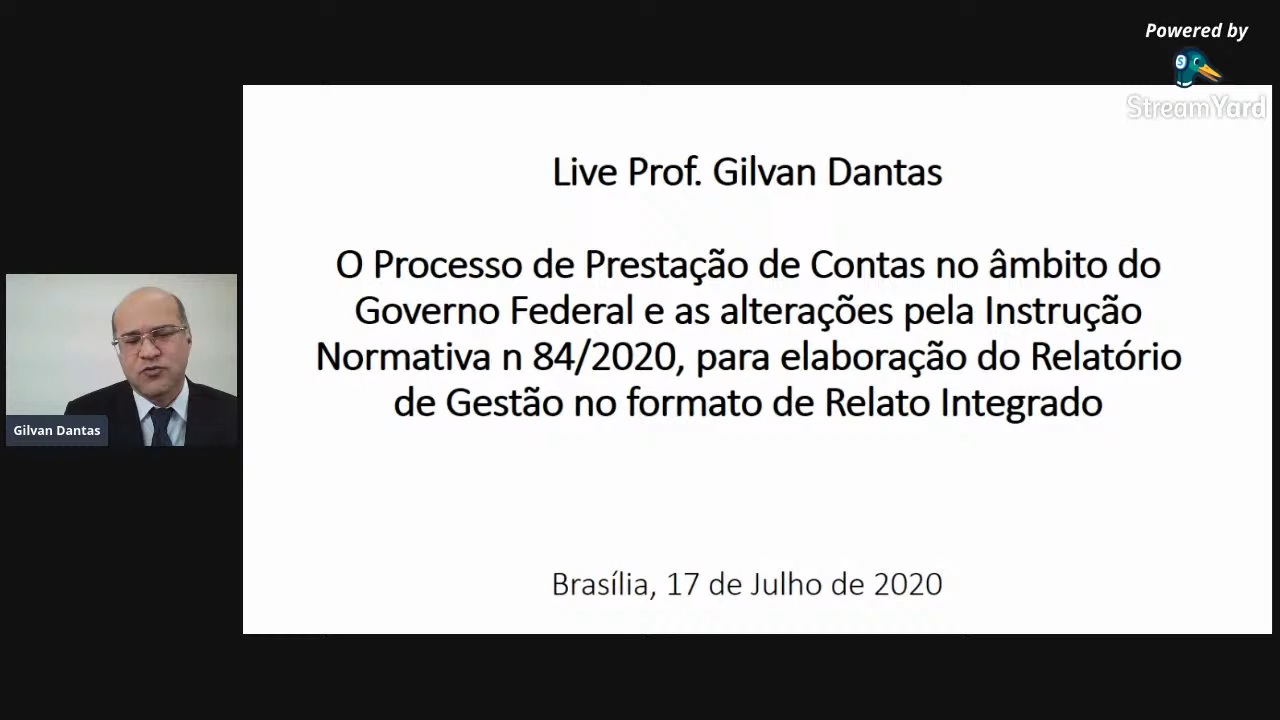 Powered by
StreamYard
Live Prof. Gilvan Dantas
O Processo de Prestação de Contas no âmbito do
Governo Federal e as alterações pela Instrução
Normativa n 84/2020, para elaboração do Relatório
de Gestão no formato de Relato Integrado
Gilvan Dantas
Brasília, 17 de Julho de 2020